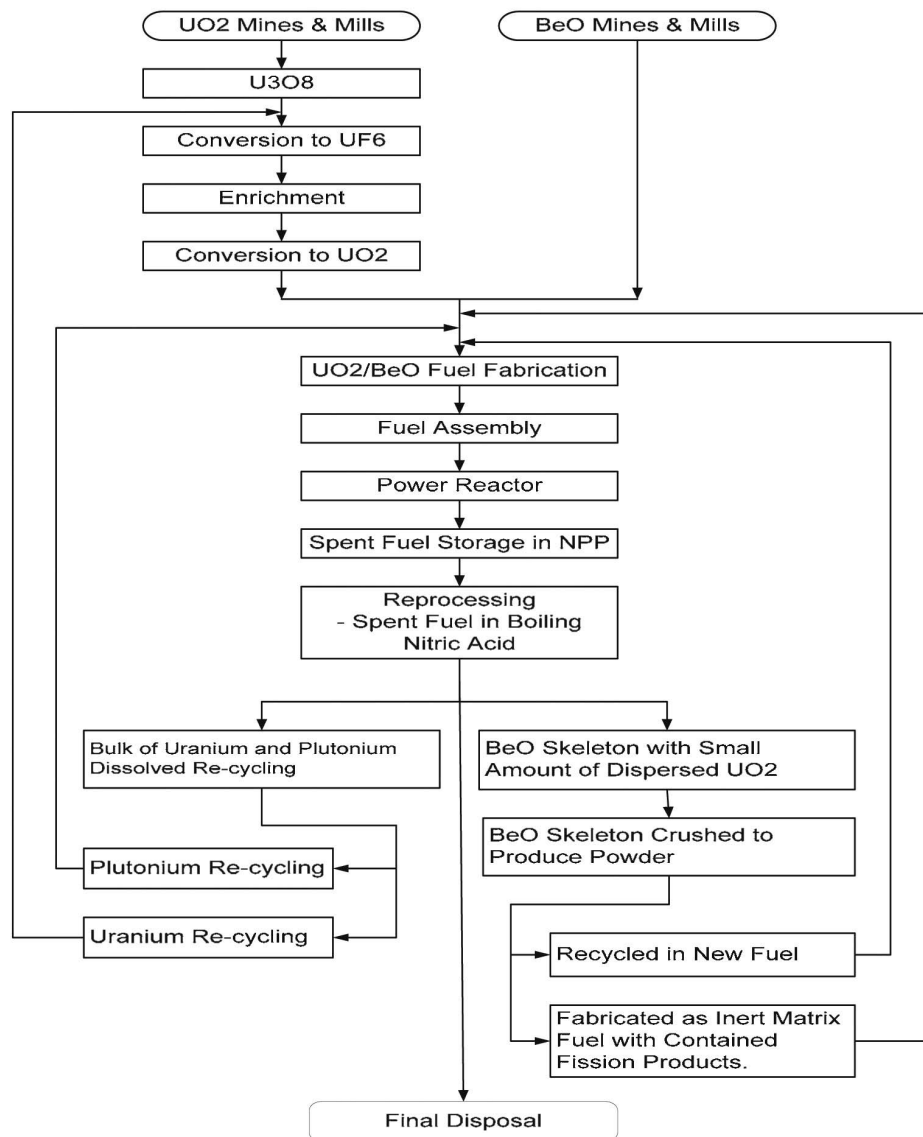 UO2 Mines & Mills
BeO Mines & Mills
U3O8
Conversion to UF6
Enrichment
Conversion to UO2
UO2/BeO Fuel Fabrication
Fuel Assembly
Power Reactor
Spent Fuel Storage in NPP
Reprocessing
- Spent Fuel in Boiling
Nitric Acid
Bulk of Uranium and Plutonium
Dissolved Re-cycling
BeO Skeleton with Small
Amount of Dispersed UO2
BeO Skeleton Crushed to
Produce Powder
Plutonium Re-cycling
Uranium Re-cycling
Recycled in New Fuel
Fabricated as Inert Matrix
Fuel with Contained
Fission Products.
Final Disposal